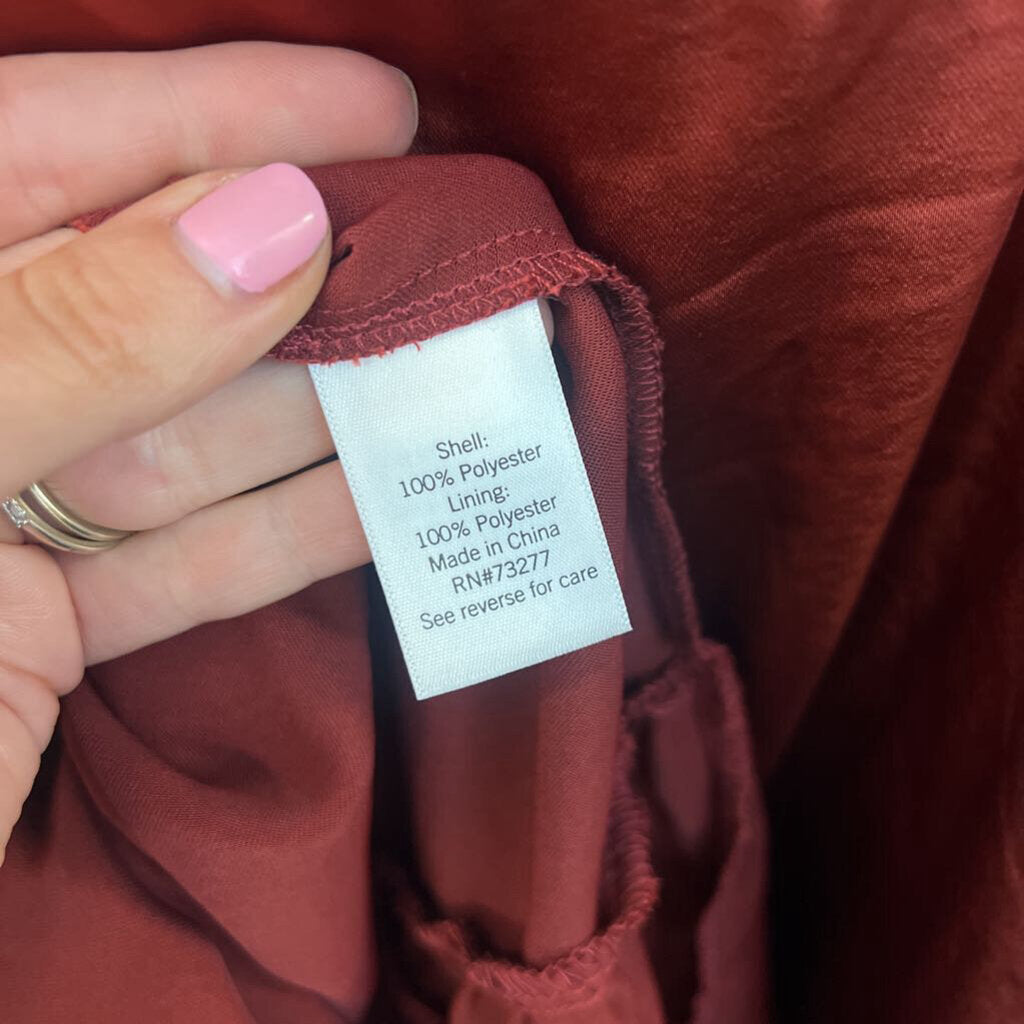 Shell:
100% Polyester
Lining:
100% Polyester
Made in China
RN#73277
See reverse for care